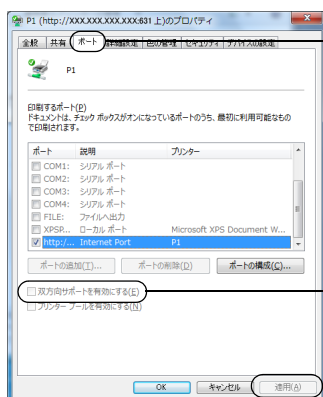 P1 (http://XXX.XXX.XXX.XXX:631 上)のプロパティ
全般 共有 ポート 詳細設定 色の管理 セキュリティ デバイスの設定
P1
印刷するポート(P)
ドキュメントは、チェック ボックスがオンになっているポートのうち、最初に利用可能なもの
で印刷されます。
ポート 説明 プリンター
COM1: シリアル ポート
COM2: シリアル ポート
COM3: シリアル ポート
COM4: シリアル ポート
FILE: ファイルへ出力
XPSP... ローカル ポート Microsoft XPS Document W...
http:/... Internet Port P1
ポートの追加(T)... ポートの削除(D) ポートの構成(C)...
双方向サポートを有効にする(E)
プリンター プールを有効にする(N)
OK キャンセル 適用(A)